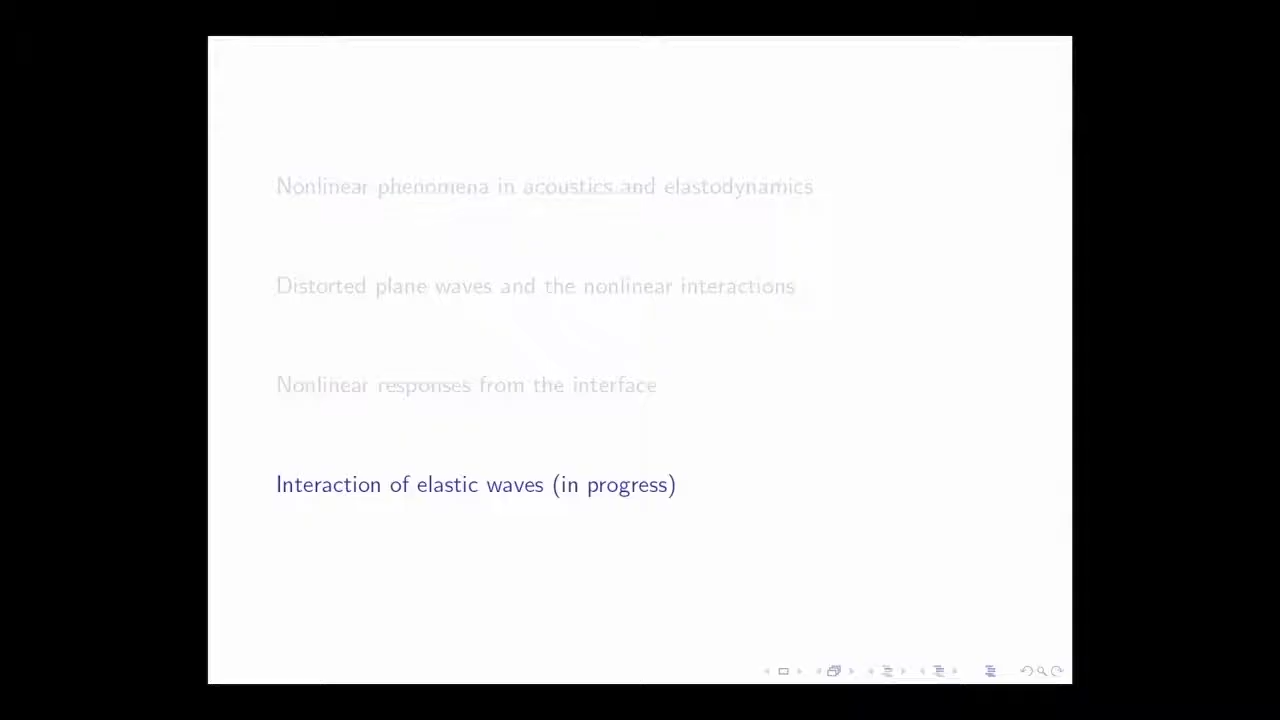 Nonlinear phenomena in acoustics and elastodynamics
Distorted plane waves and the nonlinear interactions
Nonlinear responses from the interface
Interaction of elastic waves (in progress)